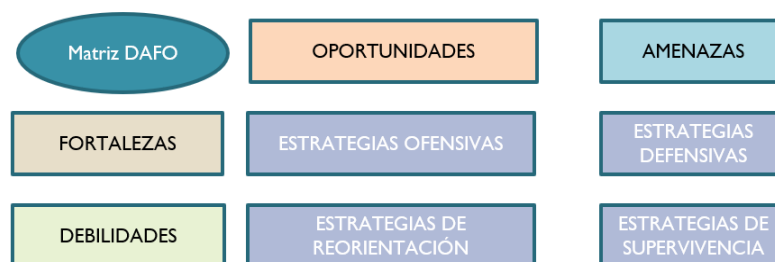 Matriz DAFO
OPORTUNIDADES
AMENAZAS
FORTALEZAS
ESTRATEGIAS OFENSIVAS
ESTRATEGIAS
DEFENSIVAS
DEBILIDADES
ESTRATEGIAS DE
REORIENTACIÓN
ESTRATEGIAS DE
SUPERVIVENCIA